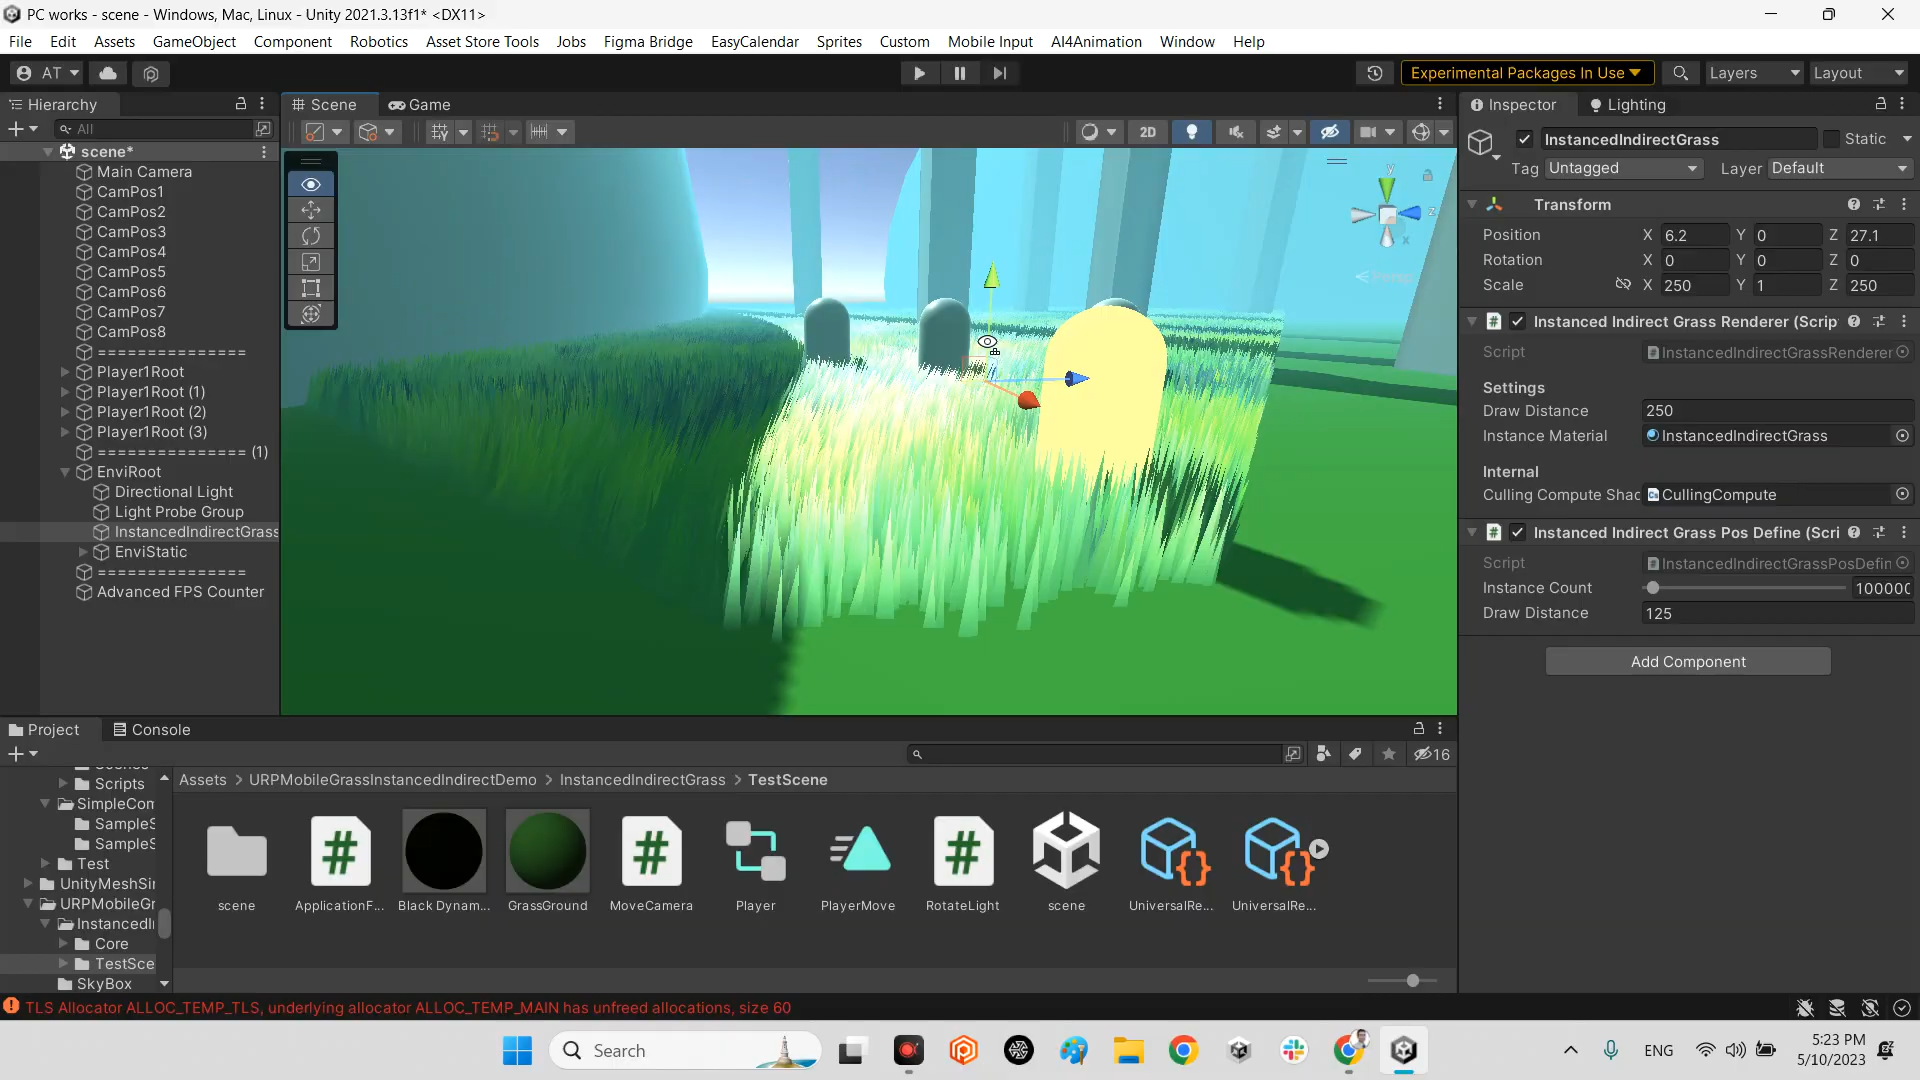 PC works - scene - Windows, Mac, Linux - Unity 2021.3.13f1* <DX11>
File Edit Assets GameObject Component Robotics Asset Store Tools Jobs Figma Bridge EasyCalendar Sprites Custom Mobile Input AI4Animation Window Help
AT
Experimental Packages In Use
Layers
Layout
Hierarchy
All
scene*
Main Camera
CamPos1
CamPos2
CamPos3
CamPos4
CamPos5
CamPos6
CamPos7
CamPos8
===============
Player1Root
Player1Root (1)
Player1Root (2)
Player1Root (3)
=============== (1)
EnviRoot
Directional Light
Light Probe Group
InstancedIndirectGrass
EnviStatic
===============
Advanced FPS Counter
Scene
Game
2D
y
z
x
Persp
Inspector
Lighting
InstancedIndirectGrass
Static
Tag Untagged
Layer Default
Transform
Position X 6.2 Y 0 Z 27.1
Rotation X 0 Y 0 Z 0
Scale X 250 Y 1 Z 250
# Instanced Indirect Grass Renderer (Scrip
Script InstancedIndirectGrassRenderer
Settings
Draw Distance 250
Instance Material InstancedIndirectGrass
Internal
Culling Compute Shac CullingCompute
# Instanced Indirect Grass Pos Define (Scri
Script InstancedIndirectGrassPosDefin
Instance Count 100000
Draw Distance 125
Add Component
Project
Console
16
Scripts
SimpleCom
SampleS
SampleS
Test
UnityMeshSi
URPMobileGr
InstancedI
Core
TestSce
SkyBox
Assets > URPMobileGrassInstancedIndirectDemo > InstancedIndirectGrass > TestScene
scene
ApplicationF...
Black Dynam...
GrassGround
MoveCamera
Player
PlayerMove
RotateLight
scene
UniversalRe...
UniversalRe...
TLS Allocator ALLOC_TEMP_TLS, underlying allocator ALLOC_TEMP_MAIN has unfreed allocations, size 60
Search
ENG
5:23 PM
5/10/2023